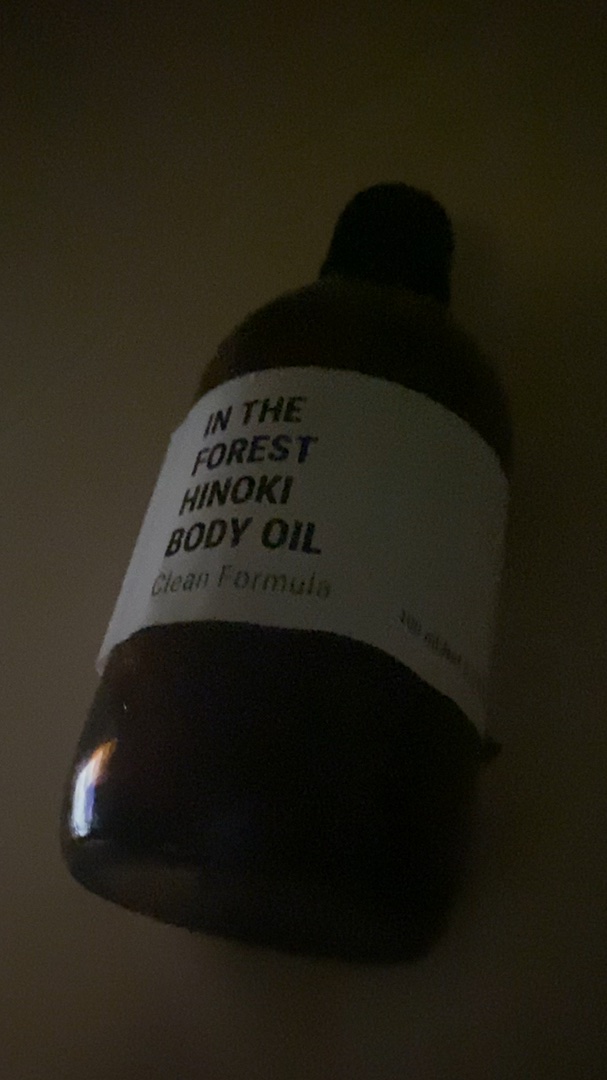 IN THE
FOREST
HINOKI
BODY OIL
Clean Formula